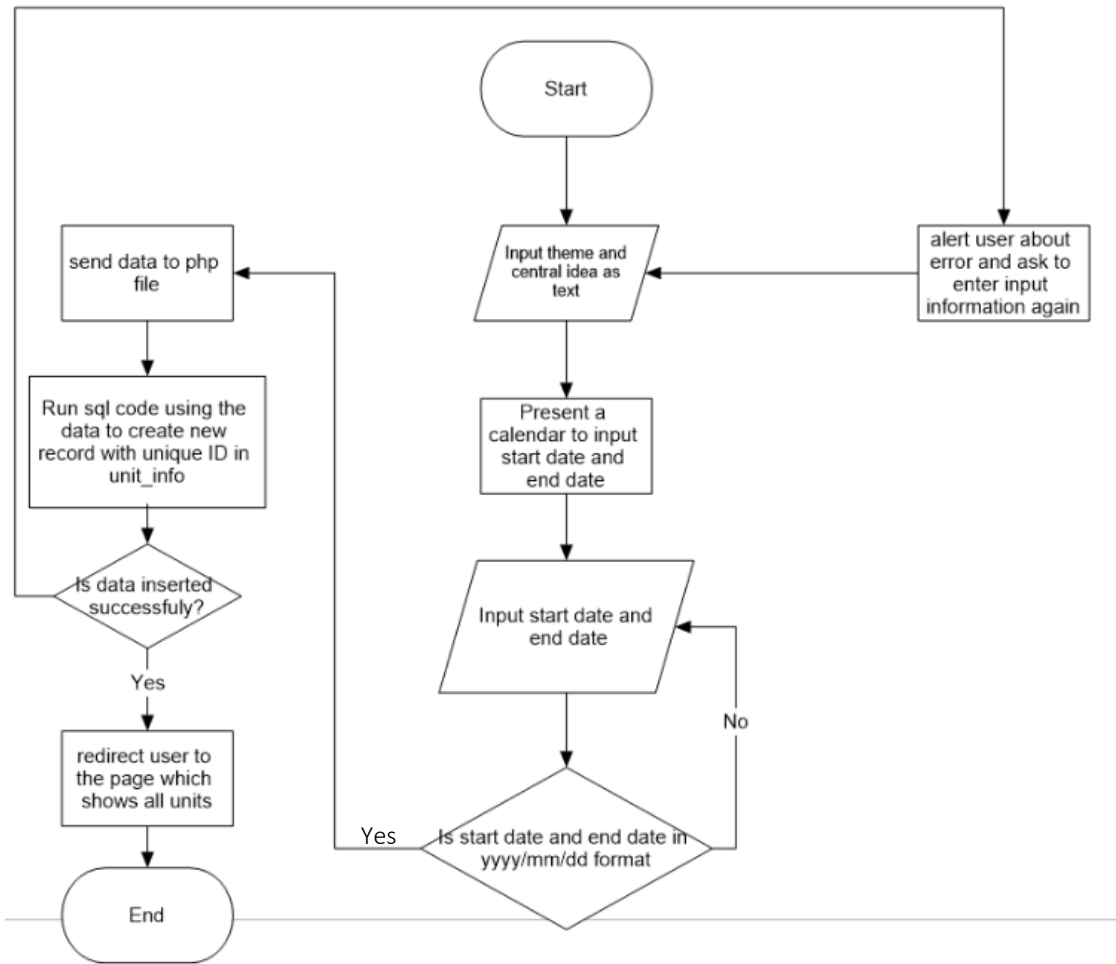 Start
Input theme and
central idea as
text
alert user about
error and ask to
enter input
information again
send data to php
file
Run sql code using the
data to create new
record with unique ID in
unit_info
Present a
calendar to input
start date and
end date
Is data inserted
successfuly?
Input start date and
end date
Yes
No
redirect user to
the page which
shows all units
Yes
Is start date and end date in
yyyy/mm/dd format
End